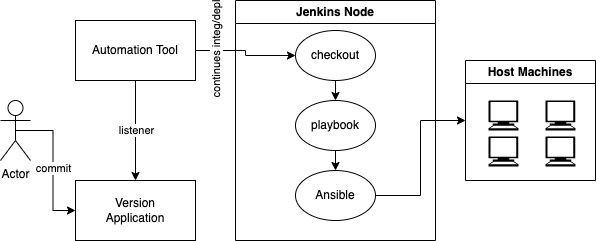 Jenkins Node
Automation Tool
continues integ/depl
checkout
Host Machines
listener
playbook
commit
Actor
Version
Application
Ansible